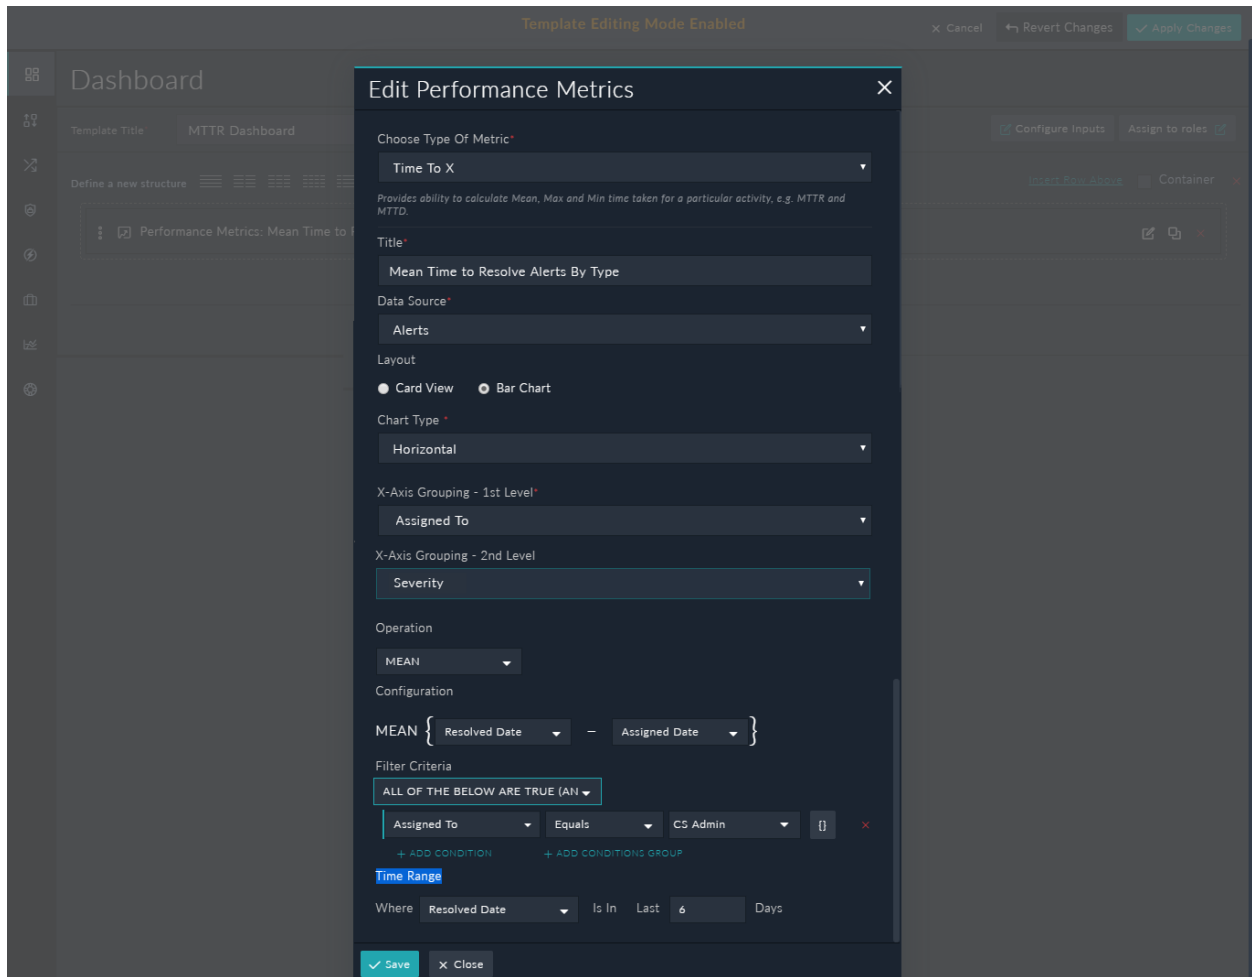 Template Editing Mode Enabled
Cancel
Revert Changes
Apply Changes
Dashboard
Template Title
MTTR Dashboard
Configure Inputs
Assign to roles
Define a new structure
Insert Row Above
Container
Performance Metrics: Mean Time to
Edit Performance Metrics
Choose Type Of Metric*
Time To X
Provides ability to calculate Mean, Max and Min time taken for a particular activity, e.g. MTTR and
MTTD.
Title*
Mean Time to Resolve Alerts By Type
Data Source*
Alerts
Layout
Card View
Bar Chart
Chart Type *
Horizontal
X-Axis Grouping - 1st Level*
Assigned To
X-Axis Grouping - 2nd Level
Severity
Operation
MEAN
Configuration
MEAN { Resolved Date – Assigned Date }
Filter Criteria
ALL OF THE BELOW ARE TRUE (AN
Assigned To Equals CS Admin {}
+ ADD CONDITION + ADD CONDITIONS GROUP
Time Range
Where Resolved Date Is In Last 6 Days
Save
Close